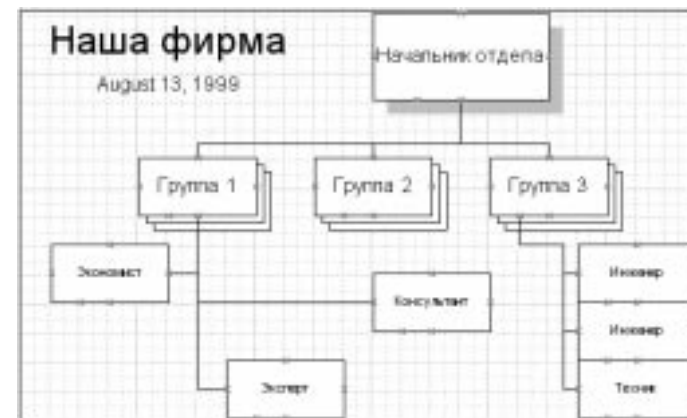 Наша фирма
August 13, 1999
Начальник отдела
Группа 1
Группа 2
Группа 3
Экономист
Консультант
Эксперт
Инженер
Инженер
Техник